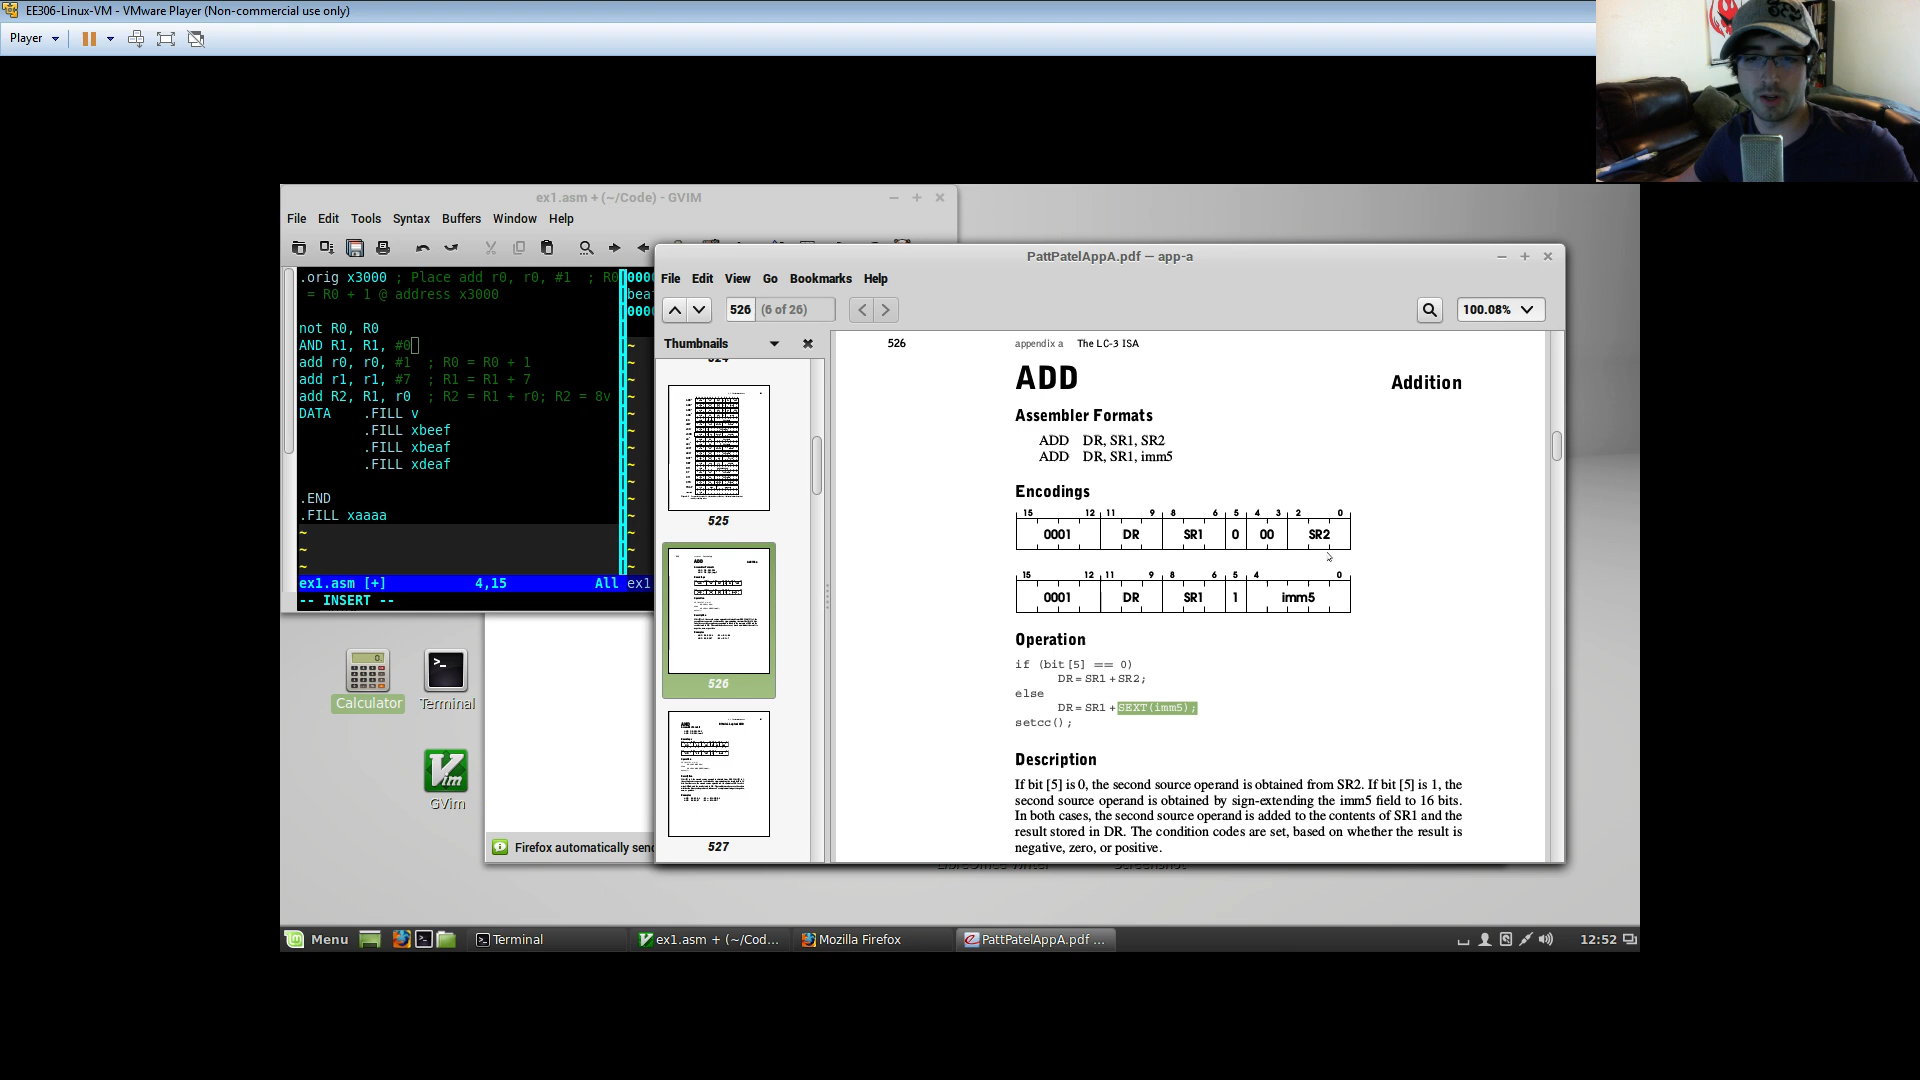 EE306-Linux-VM - VMware Player (Non-commercial use only)
Player
ex1.asm + (~/Code) - GVIM
File Edit Tools Syntax Buffers Window Help
.orig x3000 ; Place add r0, r0, #1 ; R0
= R0 + 1 @ address x3000
not R0, R0
AND R1, R1, #0
add r0, r0, #1 ; R0 = R0 + 1
add r1, r1, #7 ; R1 = R1 + 7
add R2, R1, r0 ; R2 = R1 + r0; R2 = 8v
DATA .FILL v
.FILL xbeef
.FILL xbeaf
.FILL xdeaf
.END
.FILL xaaaa
~
~
~
ex1.asm [+] 4,15 All ex1
-- INSERT --
0000
bea
0000
~
~
~
~
~
~
~
~
~
~
~
~
~
~
PattPatelAppA.pdf — app-a
File Edit View Go Bookmarks Help
526 (6 of 26) 100.08%
Thumbnails
524
525
526
527
526 appendix a The LC-3 ISA
ADD Addition
Assembler Formats
ADD DR, SR1, SR2
ADD DR, SR1, imm5
Encodings
15 12 11 9 8 6 5 4 3 2 0
0001 DR SR1 0 00 SR2
15 12 11 9 8 6 5 4 0
0001 DR SR1 1 imm5
Operation
if (bit[5] == 0)
DR = SR1 + SR2;
else
DR = SR1 + SEXT(imm5);
setcc();
Description
If bit [5] is 0, the second source operand is obtained from SR2. If bit [5] is 1, the
second source operand is obtained by sign-extending the imm5 field to 16 bits.
In both cases, the second source operand is added to the contents of SR1 and the
result stored in DR. The condition codes are set, based on whether the result is
negative, zero, or positive.
Calculator
Terminal
GVim
Firefox automatically send
LibreOffice Writer Screenshot
Menu Terminal ex1.asm + (~/Cod... Mozilla Firefox PattPatelAppA.pdf ... 12:52